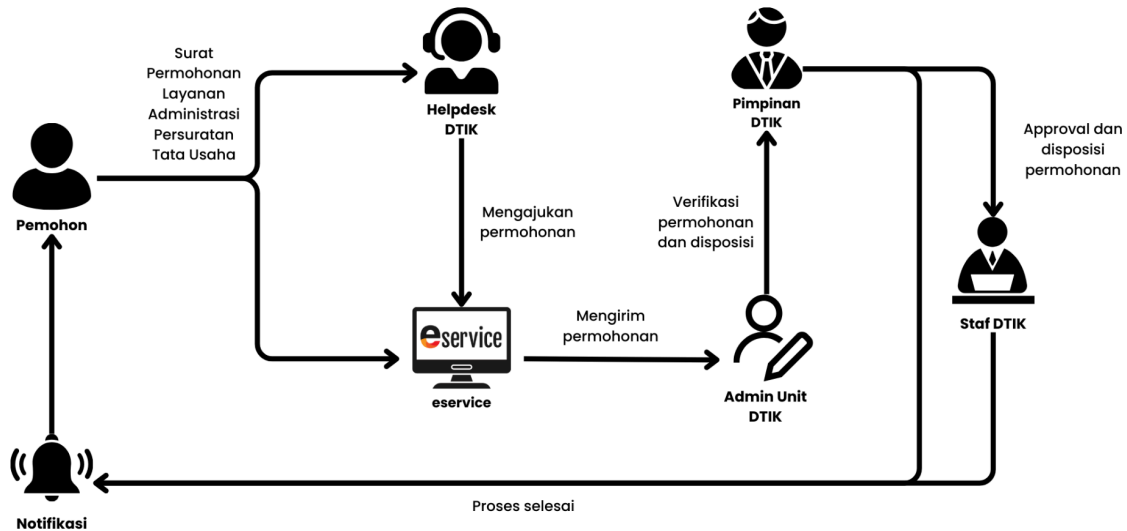 Surat
Permohonan
Layanan
Administrasi
Persuratan
Tata Usaha
Pemohon
Helpdesk
DTIK
Mengajukan
permohonan
eservice
eservice
Mengirim
permohonan
Verifikasi
permohonan
dan disposisi
Admin Unit
DTIK
Pimpinan
DTIK
Approval dan
disposisi
permohonan
Staf DTIK
Proses selesai
Notifikasi